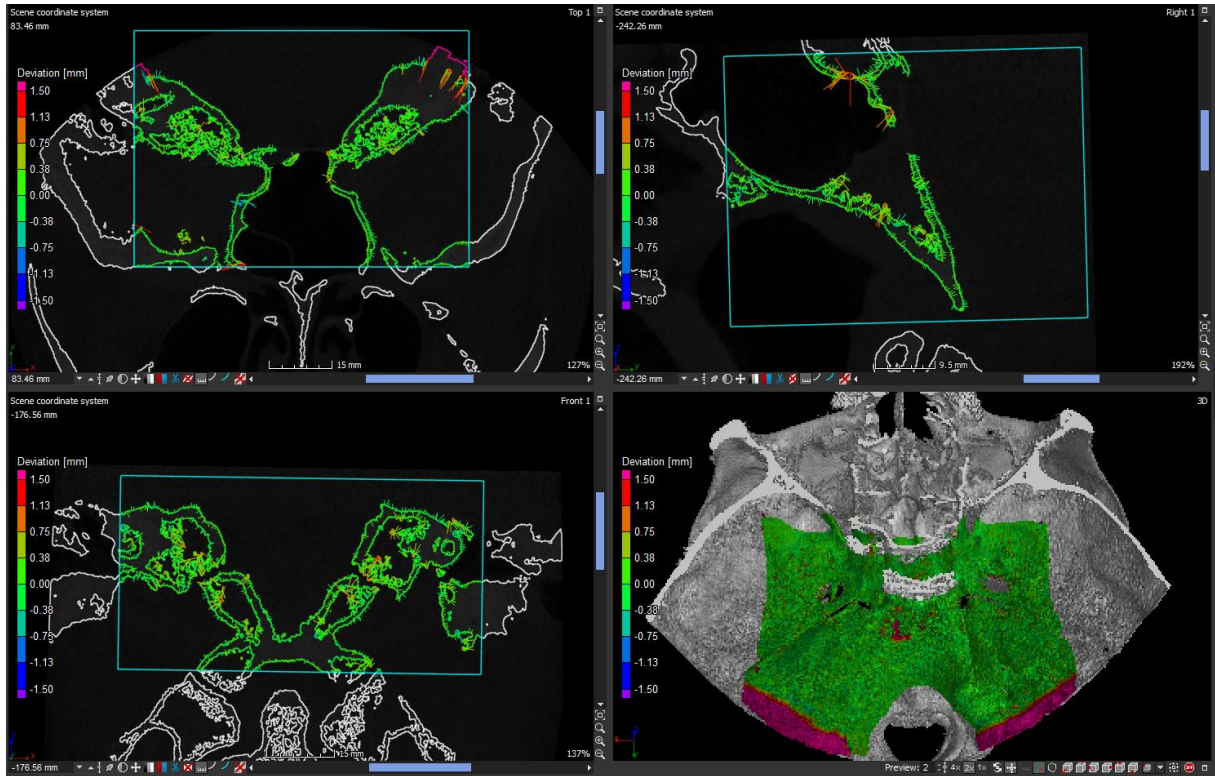 Scene coordinate system
Top 1
83.46 mm
Deviation [mm]
1.50
1.13
0.75
0.38
0.00
-0.38
-0.75
-1.13
-1.50
15 mm
127%
83.46 mm
Scene coordinate system
Right 1
-242.26 mm
Deviation [mm]
1.50
1.13
0.75
0.38
0.00
-0.38
-0.75
-1.13
-1.50
9.5 mm
192%
-242.26 mm
Scene coordinate system
Front 1
-176.56 mm
Deviation [mm]
1.50
1.13
0.75
0.38
0.00
-0.38
-0.75
-1.13
-1.50
15 mm
137%
-176.56 mm
3D
Deviation [mm]
1.50
1.13
0.75
0.38
0.00
-0.38
-0.75
-1.13
-1.50
Preview: 2
4x 2x 1x